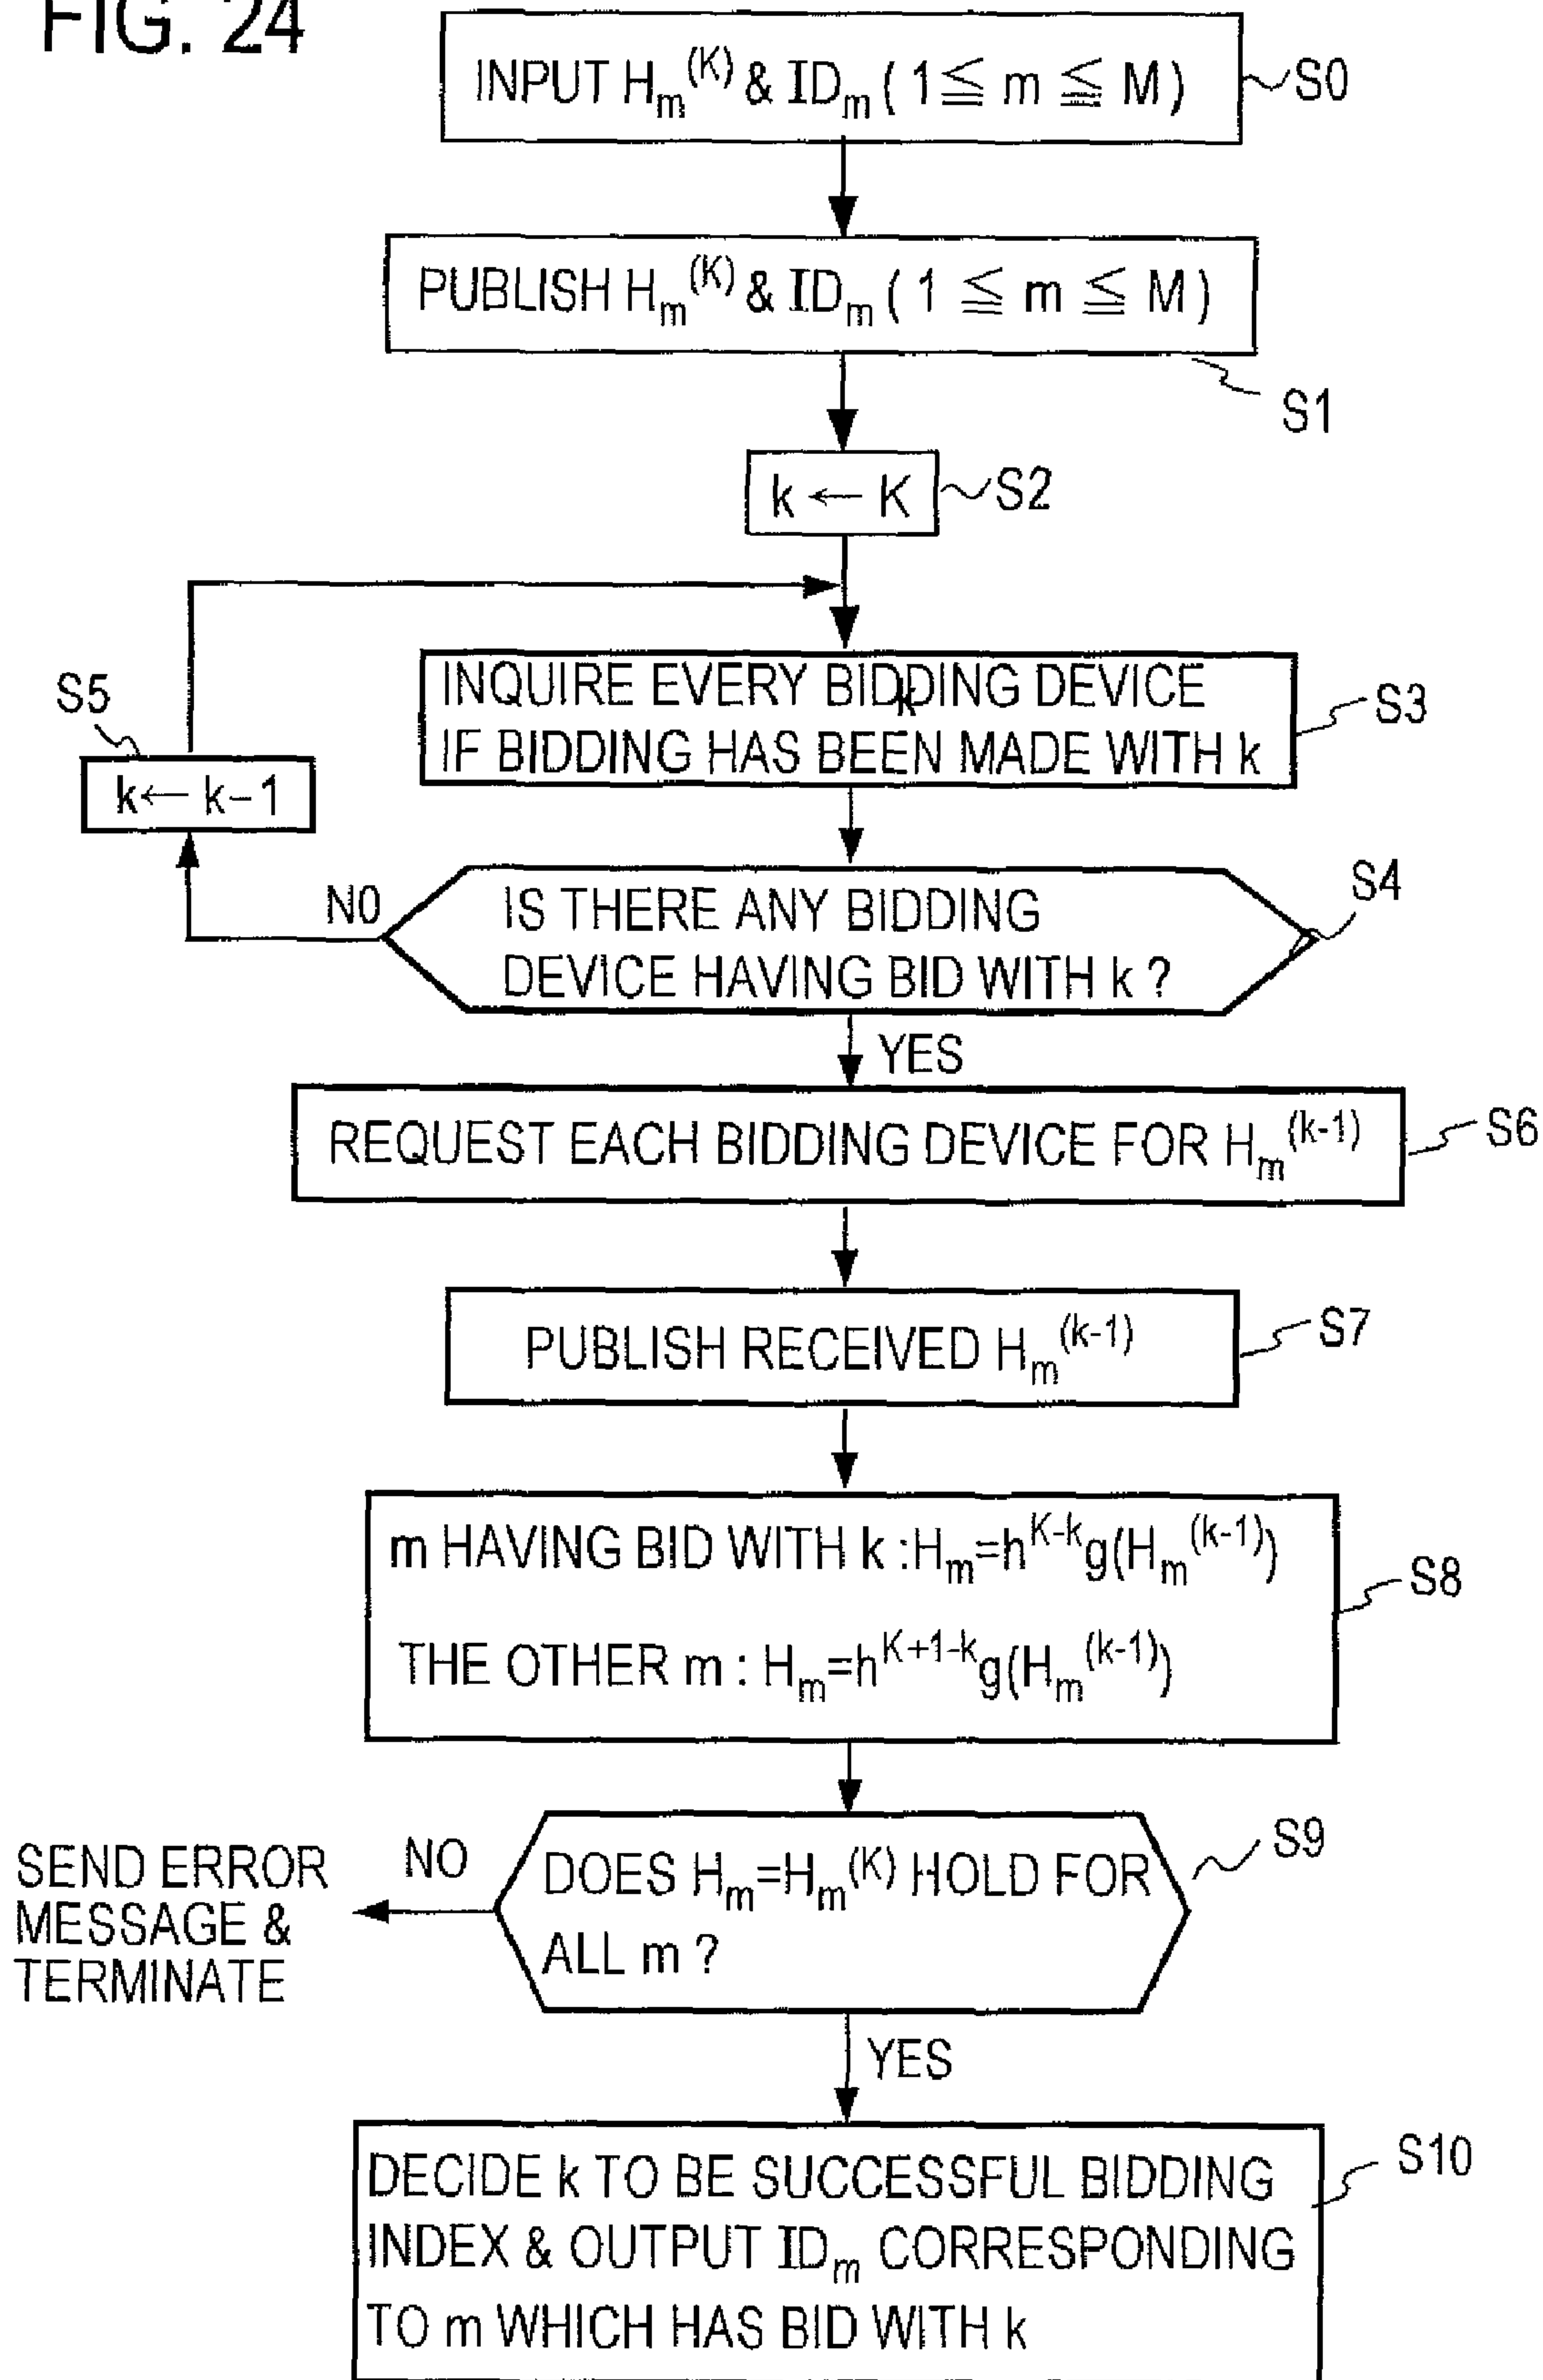 FIG. 24
INPUT Hₘ⁽ᴷ⁾ & IDₘ ( 1 ≦ m ≦ M )
S0
PUBLISH Hₘ⁽ᴷ⁾ & IDₘ ( 1 ≦ m ≦ M )
S1
k ← K
S2
INQUIRE EVERY BIDDING DEVICE
k
IF BIDDING HAS BEEN MADE WITH k
S3
S5
k ← k-1
IS THERE ANY BIDDING
DEVICE HAVING BID WITH k ?
S4
NO
YES
REQUEST EACH BIDDING DEVICE FOR Hₘ⁽ᵏ⁻¹⁾
S6
PUBLISH RECEIVED Hₘ⁽ᵏ⁻¹⁾
S7
m HAVING BID WITH k :Hₘ=hᴷ⁻ᵏg(Hₘ⁽ᵏ⁻¹⁾)
THE OTHER m : Hₘ=hᴷ⁺¹⁻ᵏg(Hₘ⁽ᵏ⁻¹⁾)
S8
DOES Hₘ=Hₘ⁽ᴷ⁾ HOLD FOR
ALL m ?
S9
NO
SEND ERROR
MESSAGE &
TERMINATE
YES
DECIDE k TO BE SUCCESSFUL BIDDING
INDEX & OUTPUT IDₘ CORRESPONDING
TO m WHICH HAS BID WITH k
S10